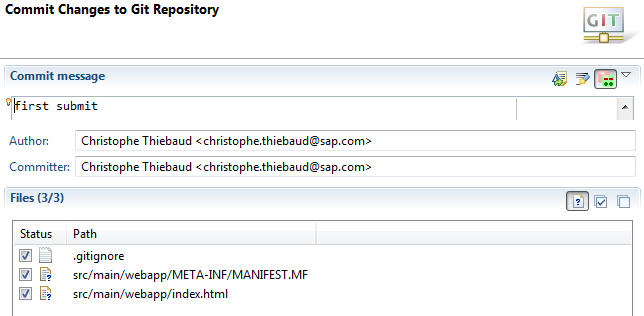 Commit Changes to Git Repository
GIT
Commit message
first submit
Author: Christophe Thiebaud <christophe.thiebaud@sap.com>
Committer: Christophe Thiebaud <christophe.thiebaud@sap.com>
Files (3/3)
Status Path
.gitignore
src/main/webapp/META-INF/MANIFEST.MF
src/main/webapp/index.html